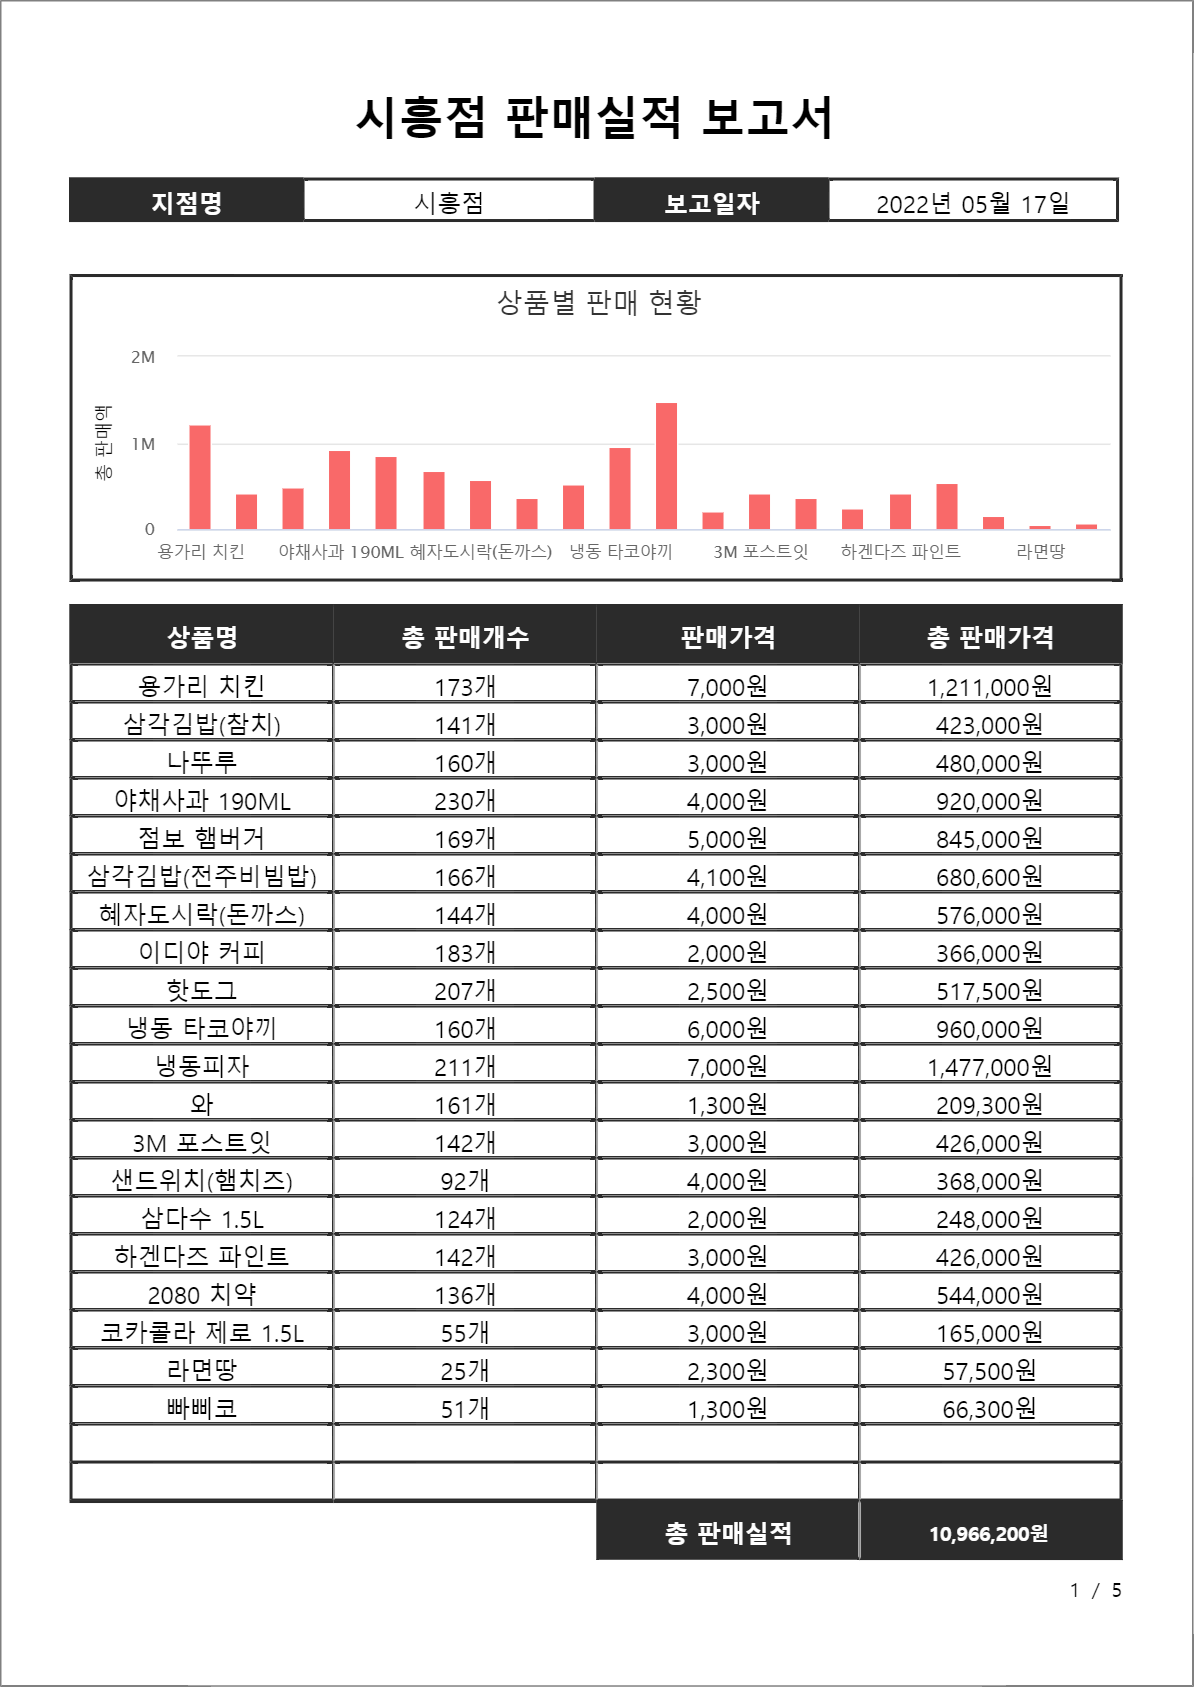 시흥점 판매실적 보고서
지점명 시흥점 보고일자 2022년 05월 17일
상품별 판매 현황
총 판매액
2M
1M
0
용가리 치킨 야채사과 190ML 혜자도시락(돈까스) 냉동 타코야끼 3M 포스트잇 하겐다즈 파인트 라면땅
상품명 총 판매개수 판매가격 총 판매가격
용가리 치킨 173개 7,000원 1,211,000원
삼각김밥(참치) 141개 3,000원 423,000원
나뚜루 160개 3,000원 480,000원
야채사과 190ML 230개 4,000원 920,000원
점보 햄버거 169개 5,000원 845,000원
삼각김밥(전주비빔밥) 166개 4,100원 680,600원
혜자도시락(돈까스) 144개 4,000원 576,000원
이디야 커피 183개 2,000원 366,000원
핫도그 207개 2,500원 517,500원
냉동 타코야끼 160개 6,000원 960,000원
냉동피자 211개 7,000원 1,477,000원
와 161개 1,300원 209,300원
3M 포스트잇 142개 3,000원 426,000원
샌드위치(햄치즈) 92개 4,000원 368,000원
삼다수 1.5L 124개 2,000원 248,000원
하겐다즈 파인트 142개 3,000원 426,000원
2080 치약 136개 4,000원 544,000원
코카콜라 제로 1.5L 55개 3,000원 165,000원
라면땅 25개 2,300원 57,500원
빠삐코 51개 1,300원 66,300원
총 판매실적 10,966,200원
1 / 5